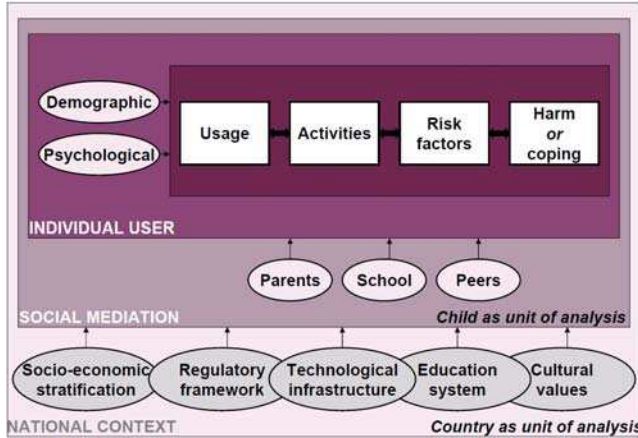 Demographic
Psychological
Usage
Activities
Risk
factors
Harm
or
coping
INDIVIDUAL USER
Parents
School
Peers
SOCIAL MEDIATION
Child as unit of analysis
Socio-economic
stratification
Regulatory
framework
Technological
infrastructure
Education
system
Cultural
values
NATIONAL CONTEXT
Country as unit of analysis